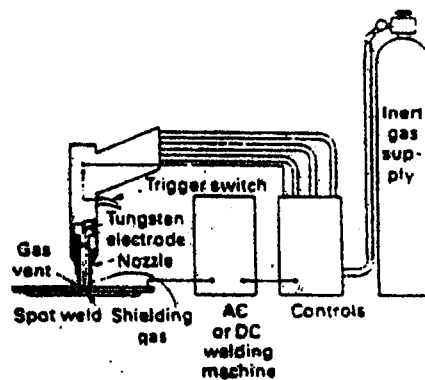 Inert
gas
sup-
ply
Trigger switch
Tungsten
electrode
Nozzle
Gas
vent
Spot weld
Shielding
gas
AC
or DC
welding
machine
Controls